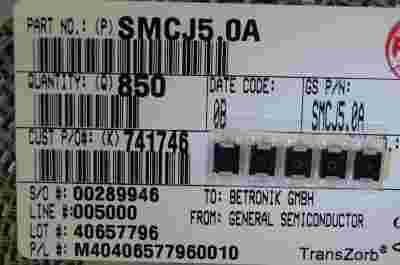 PART NO.: (P) SMCJ5.0A
QUANTITY: (Q) 850
DATE CODE:
0B
GS P/N:
SMCJ5.0A
CUST P/O#: (K) 741746
S/O #: 00289946
LINE #: 005000
LOT #: 40657796
P/L #: M40406577960010
TO: BETRONIK GMBH
FROM: GENERAL SEMICONDUCTOR
TransZorb®